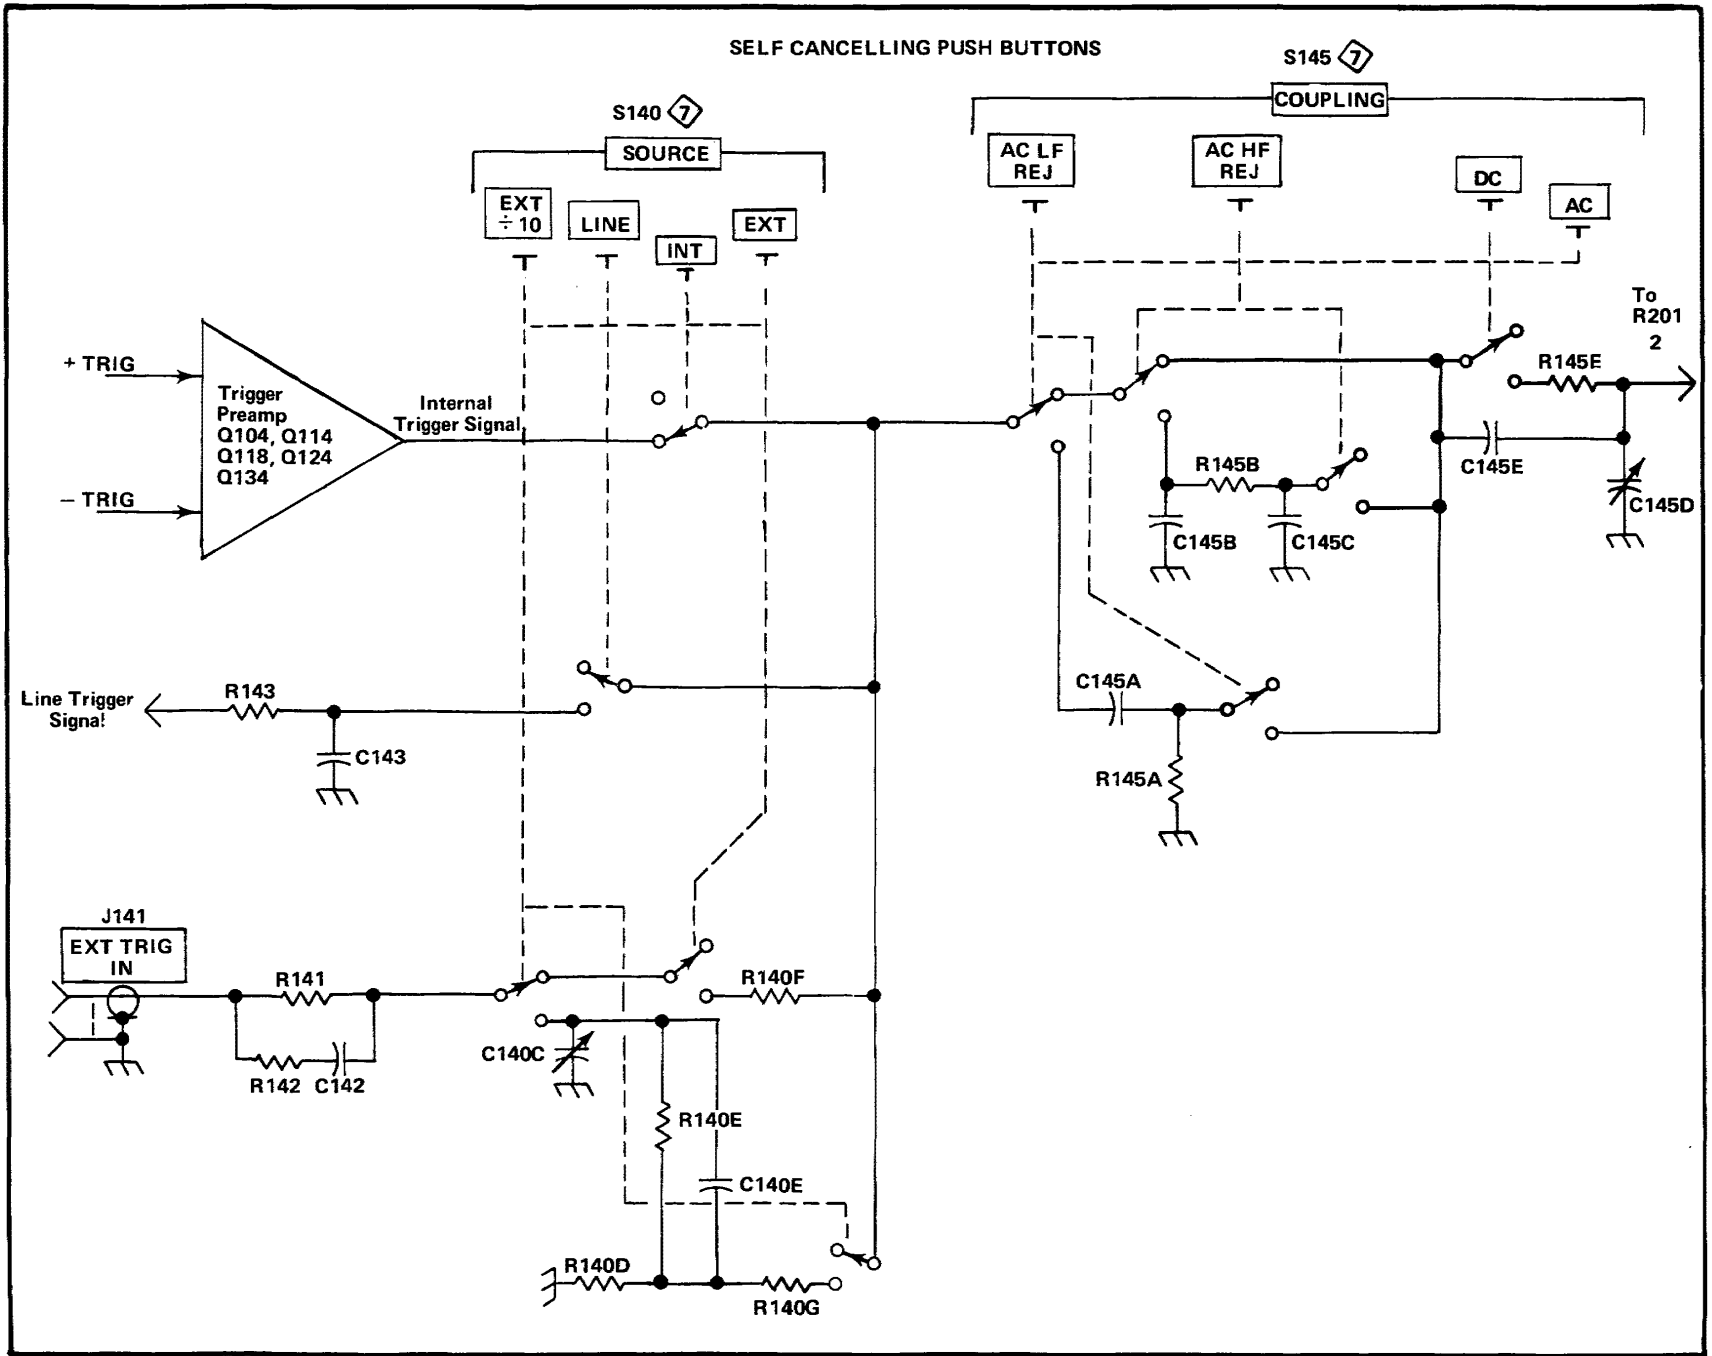 SELF CANCELLING PUSH BUTTONS
S145 7
COUPLING
S140 7
SOURCE
AC LF
REJ
AC HF
REJ
DC
AC
EXT
÷ 10
LINE
INT
EXT
To
R201
2
+ TRIG
– TRIG
Trigger
Preamp
Q104, Q114
Q118, Q124
Q134
Internal
Trigger Signal
R145E
C145E
C145D
R145B
C145B
C145C
C145A
R145A
Line Trigger
Signal
R143
C143
J141
EXT TRIG
IN
R141
R142
C142
R140F
C140C
R140E
C140E
R140D
R140G